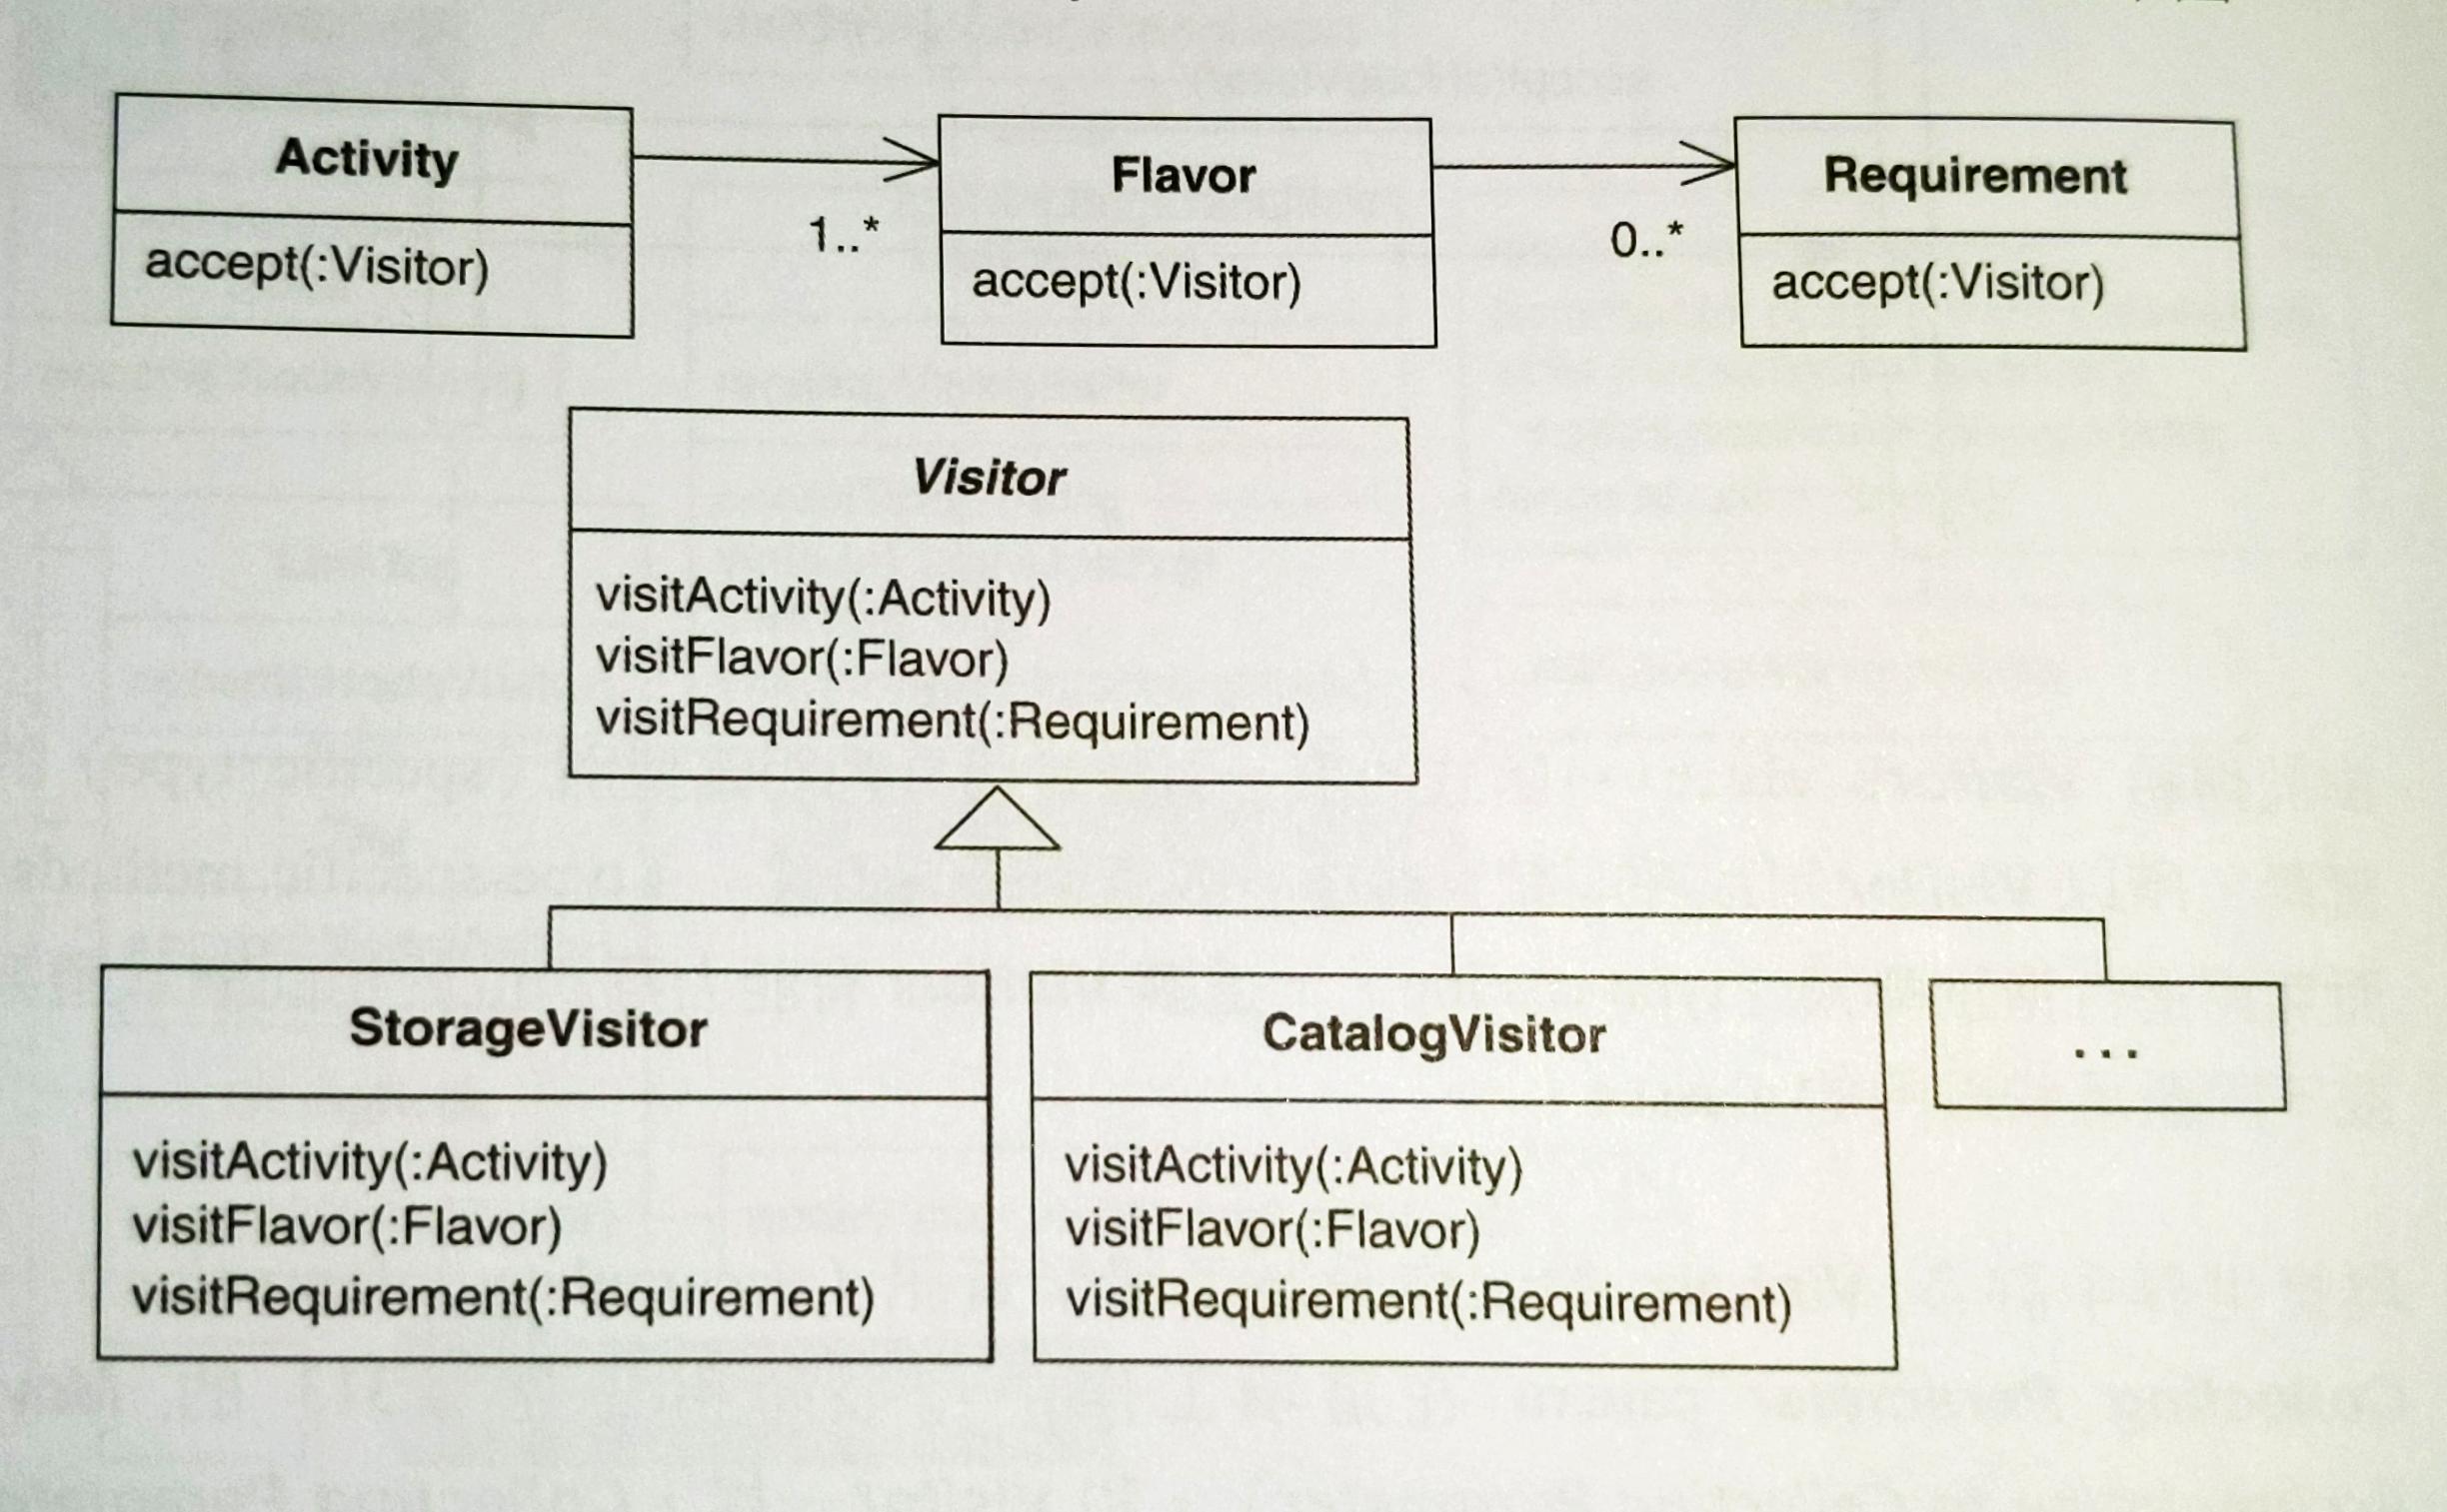 Activity
accept(:Visitor)
1..*
Flavor
accept(:Visitor)
0..*
Requirement
accept(:Visitor)
Visitor
visitActivity(:Activity)
visitFlavor(:Flavor)
visitRequirement(:Requirement)
StorageVisitor
visitActivity(:Activity)
visitFlavor(:Flavor)
visitRequirement(:Requirement)
CatalogVisitor
visitActivity(:Activity)
visitFlavor(:Flavor)
visitRequirement(:Requirement)
...